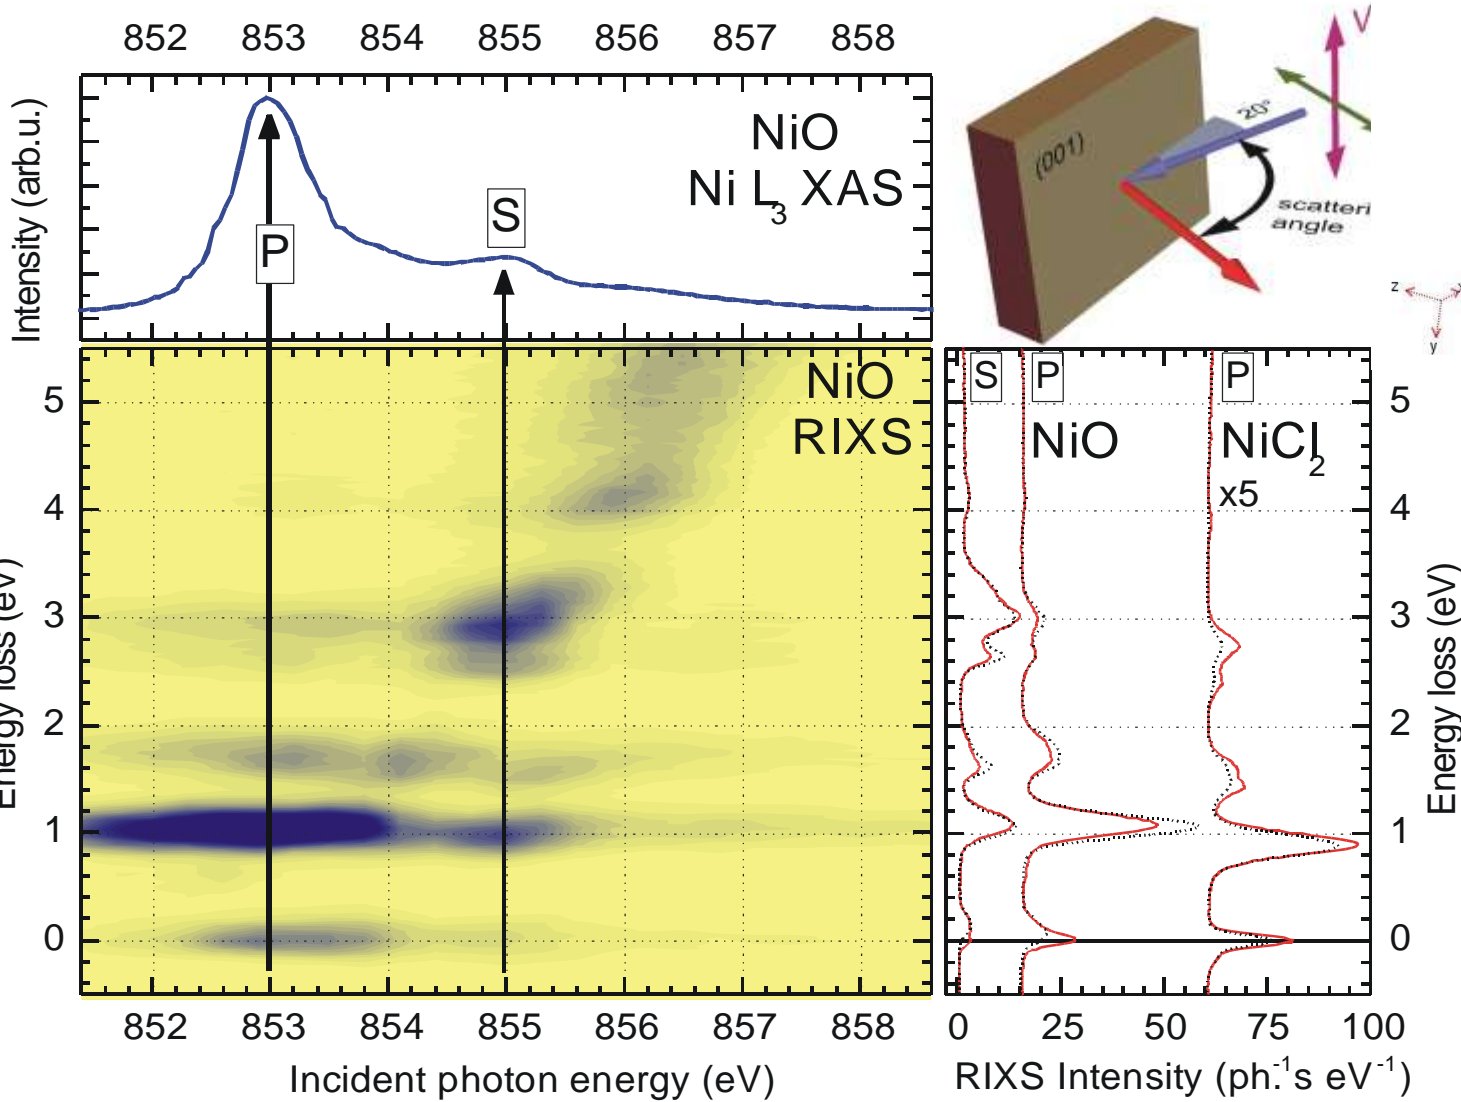 852 853 854 855 856 857 858
Intensity (arb.u.)
NiO
Ni L3 XAS
P
S
V
20°
(001)
scatteri
angle
z
x
y
NiO
RIXS
5
4
3
2
1
0
Energy loss (eV)
852 853 854 855 856 857 858
Incident photon energy (eV)
S
P
P
NiO
NiCl2
x5
5
4
3
2
1
0
Energy loss (eV)
0 25 50 75 100
RIXS Intensity (ph.-1s eV-1)